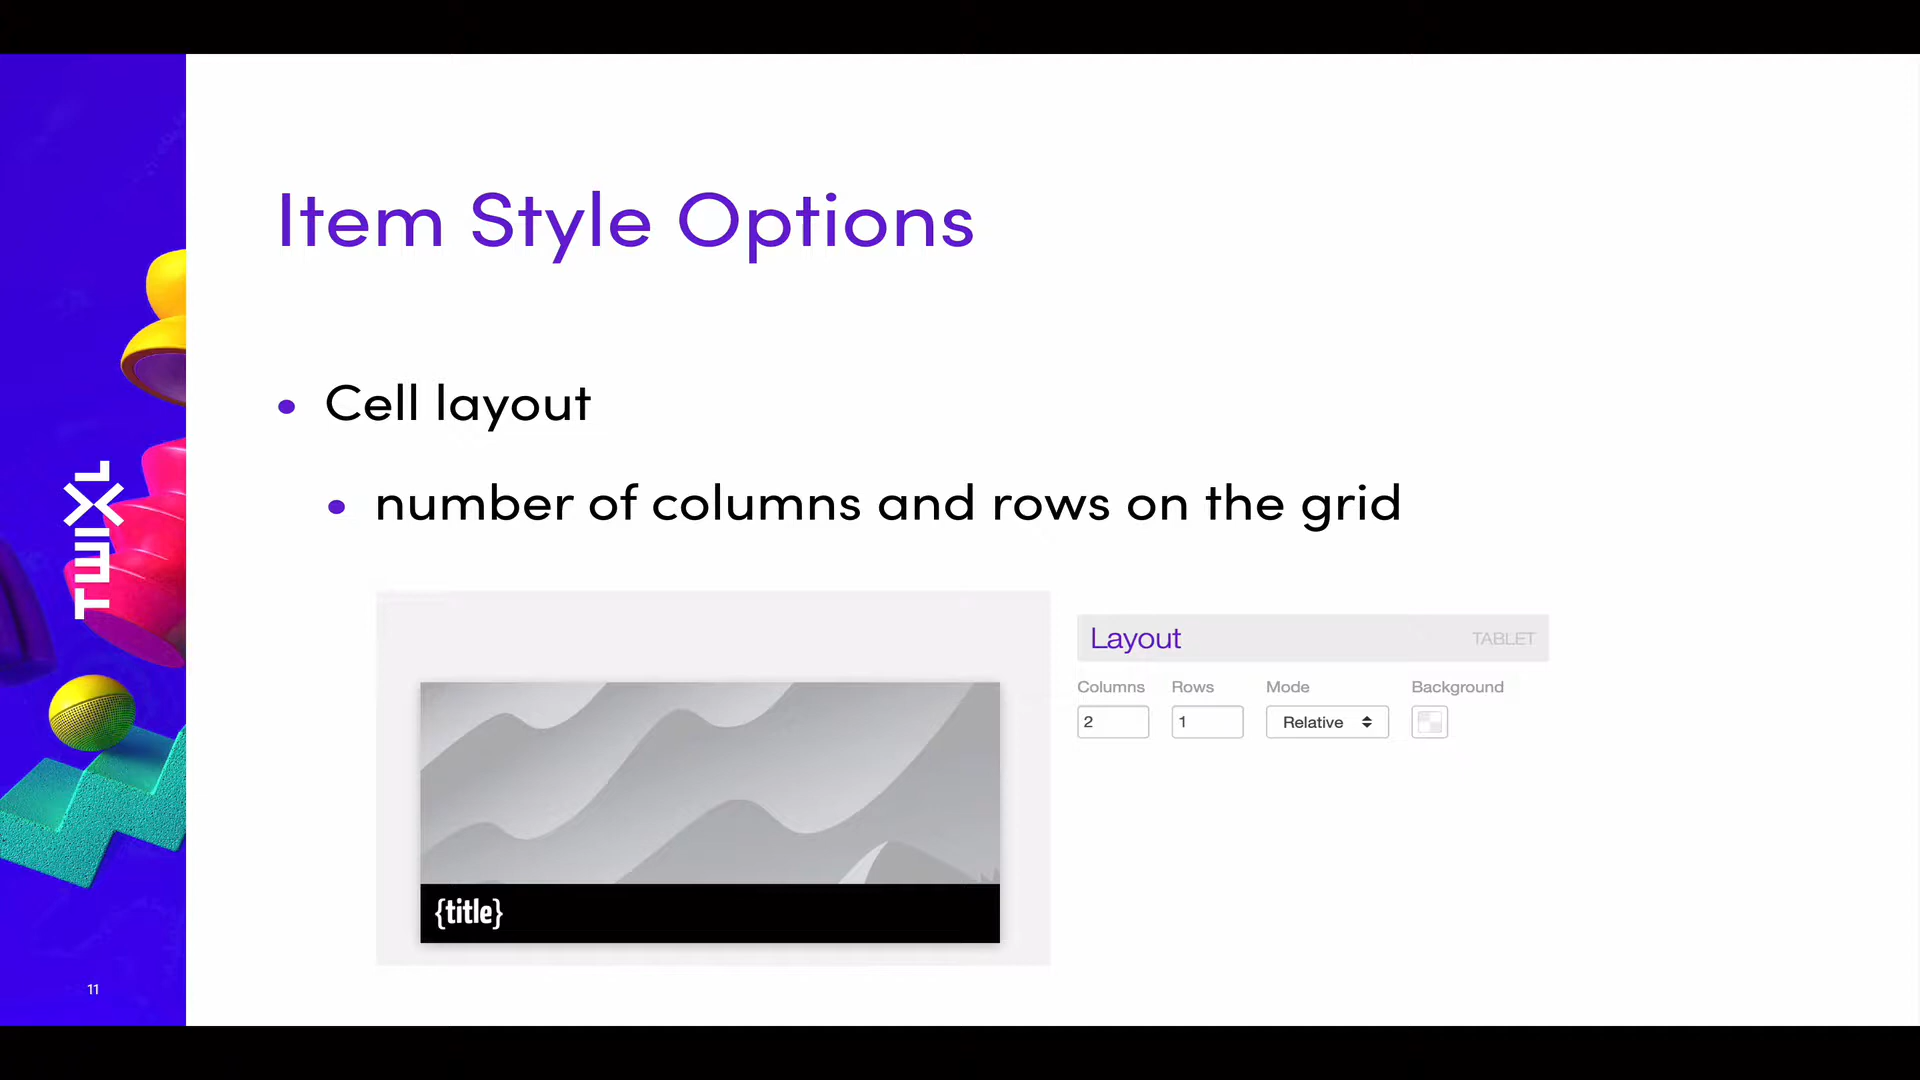 Item Style Options
Cell layout
number of columns and rows on the grid
Layout TABLET
Columns Rows Mode Background
2 1 Relative
{title}
TWIXL
11